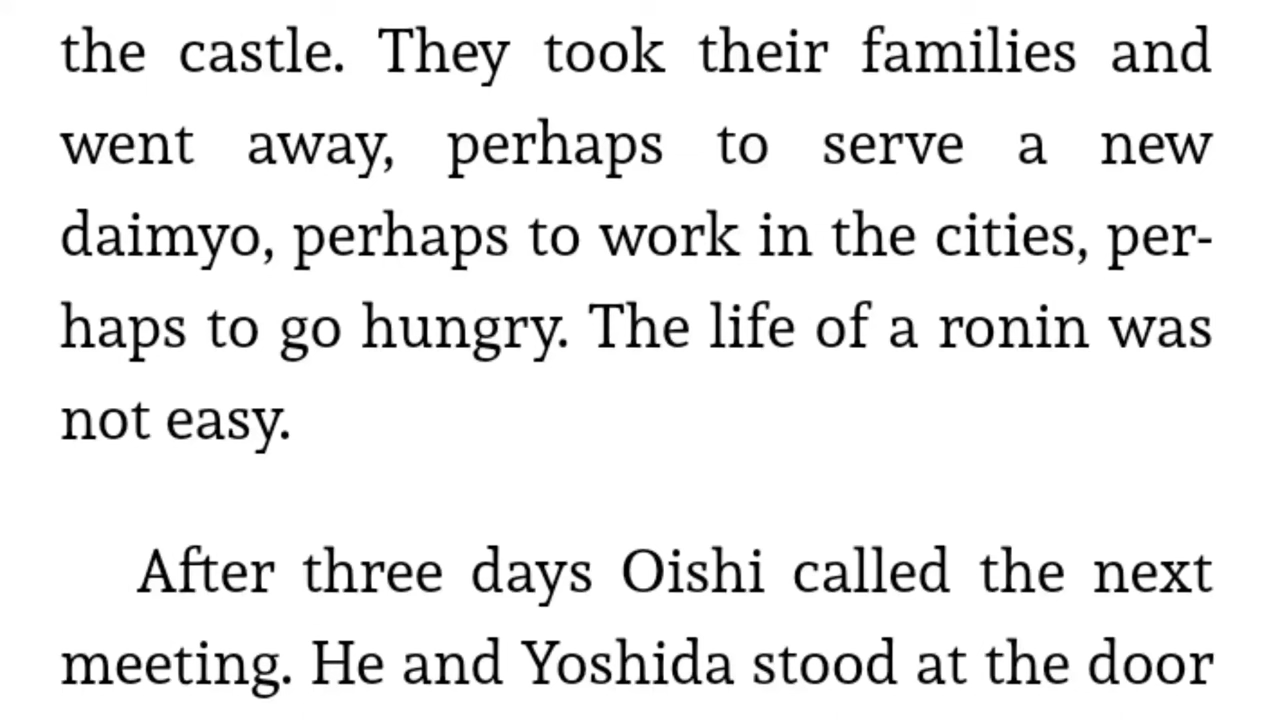 the castle. They took their families and
went away, perhaps to serve a new
daimyo, perhaps to work in the cities, per-
haps to go hungry. The life of a ronin was
not easy.
After three days Oishi called the next
meeting. He and Yoshida stood at the door